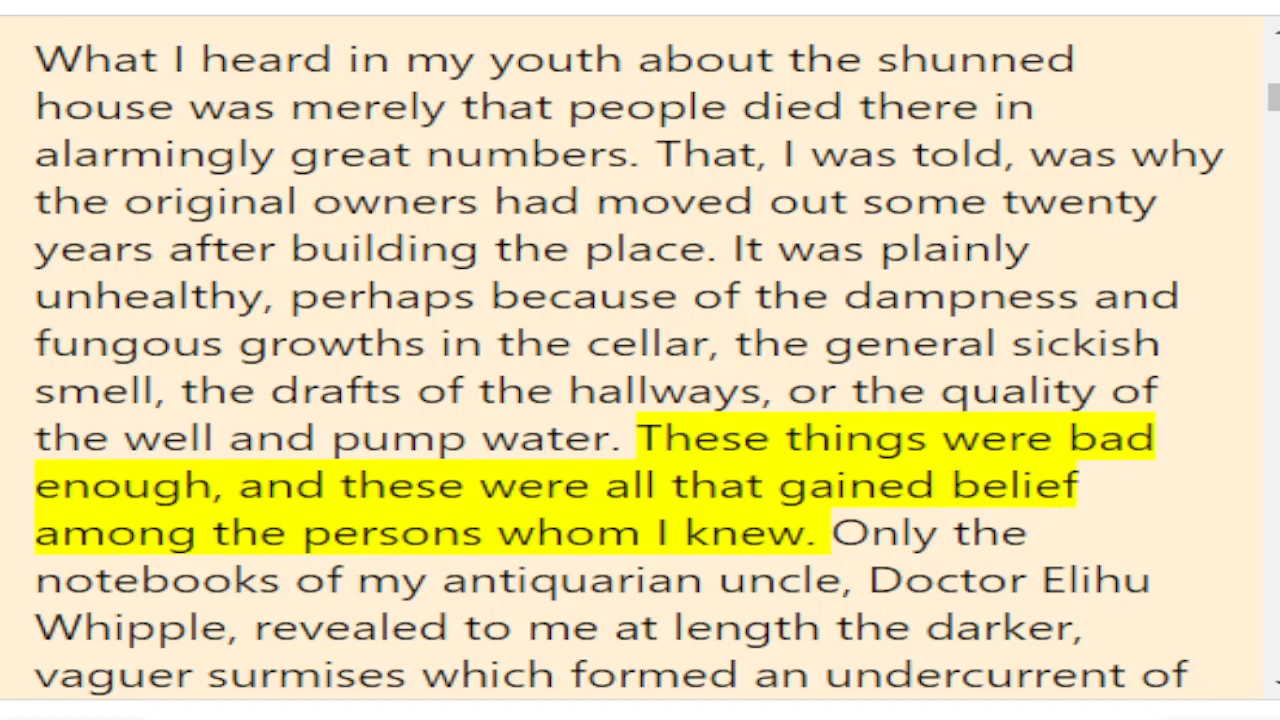 What I heard in my youth about the shunned
house was merely that people died there in
alarmingly great numbers. That, I was told, was why
the original owners had moved out some twenty
years after building the place. It was plainly
unhealthy, perhaps because of the dampness and
fungous growths in the cellar, the general sickish
smell, the drafts of the hallways, or the quality of
the well and pump water. These things were bad
enough, and these were all that gained belief
among the persons whom I knew. Only the
notebooks of my antiquarian uncle, Doctor Elihu
Whipple, revealed to me at length the darker,
vaguer surmises which formed an undercurrent of